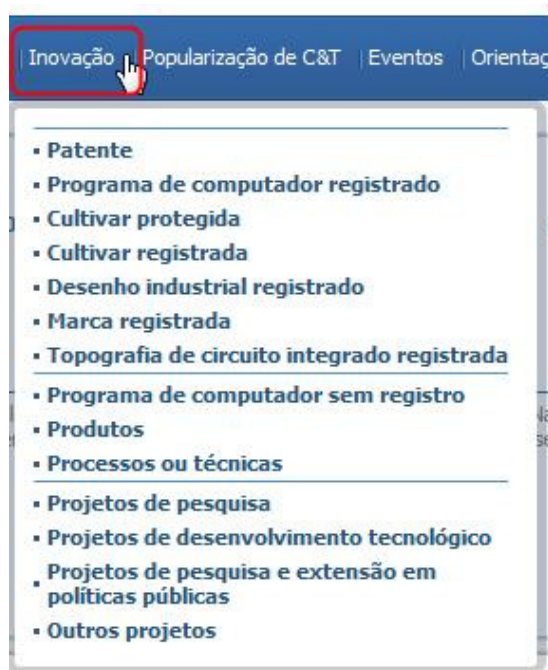 Inovação | Popularização de C&T | Eventos | Orientaç
▪ Patente
▪ Programa de computador registrado
▪ Cultivar protegida
▪ Cultivar registrada
▪ Desenho industrial registrado
▪ Marca registrada
▪ Topografia de circuito integrado registrada
▪ Programa de computador sem registro
▪ Produtos
▪ Processos ou técnicas
▪ Projetos de pesquisa
▪ Projetos de desenvolvimento tecnológico
▪ Projetos de pesquisa e extensão em
políticas públicas
▪ Outros projetos